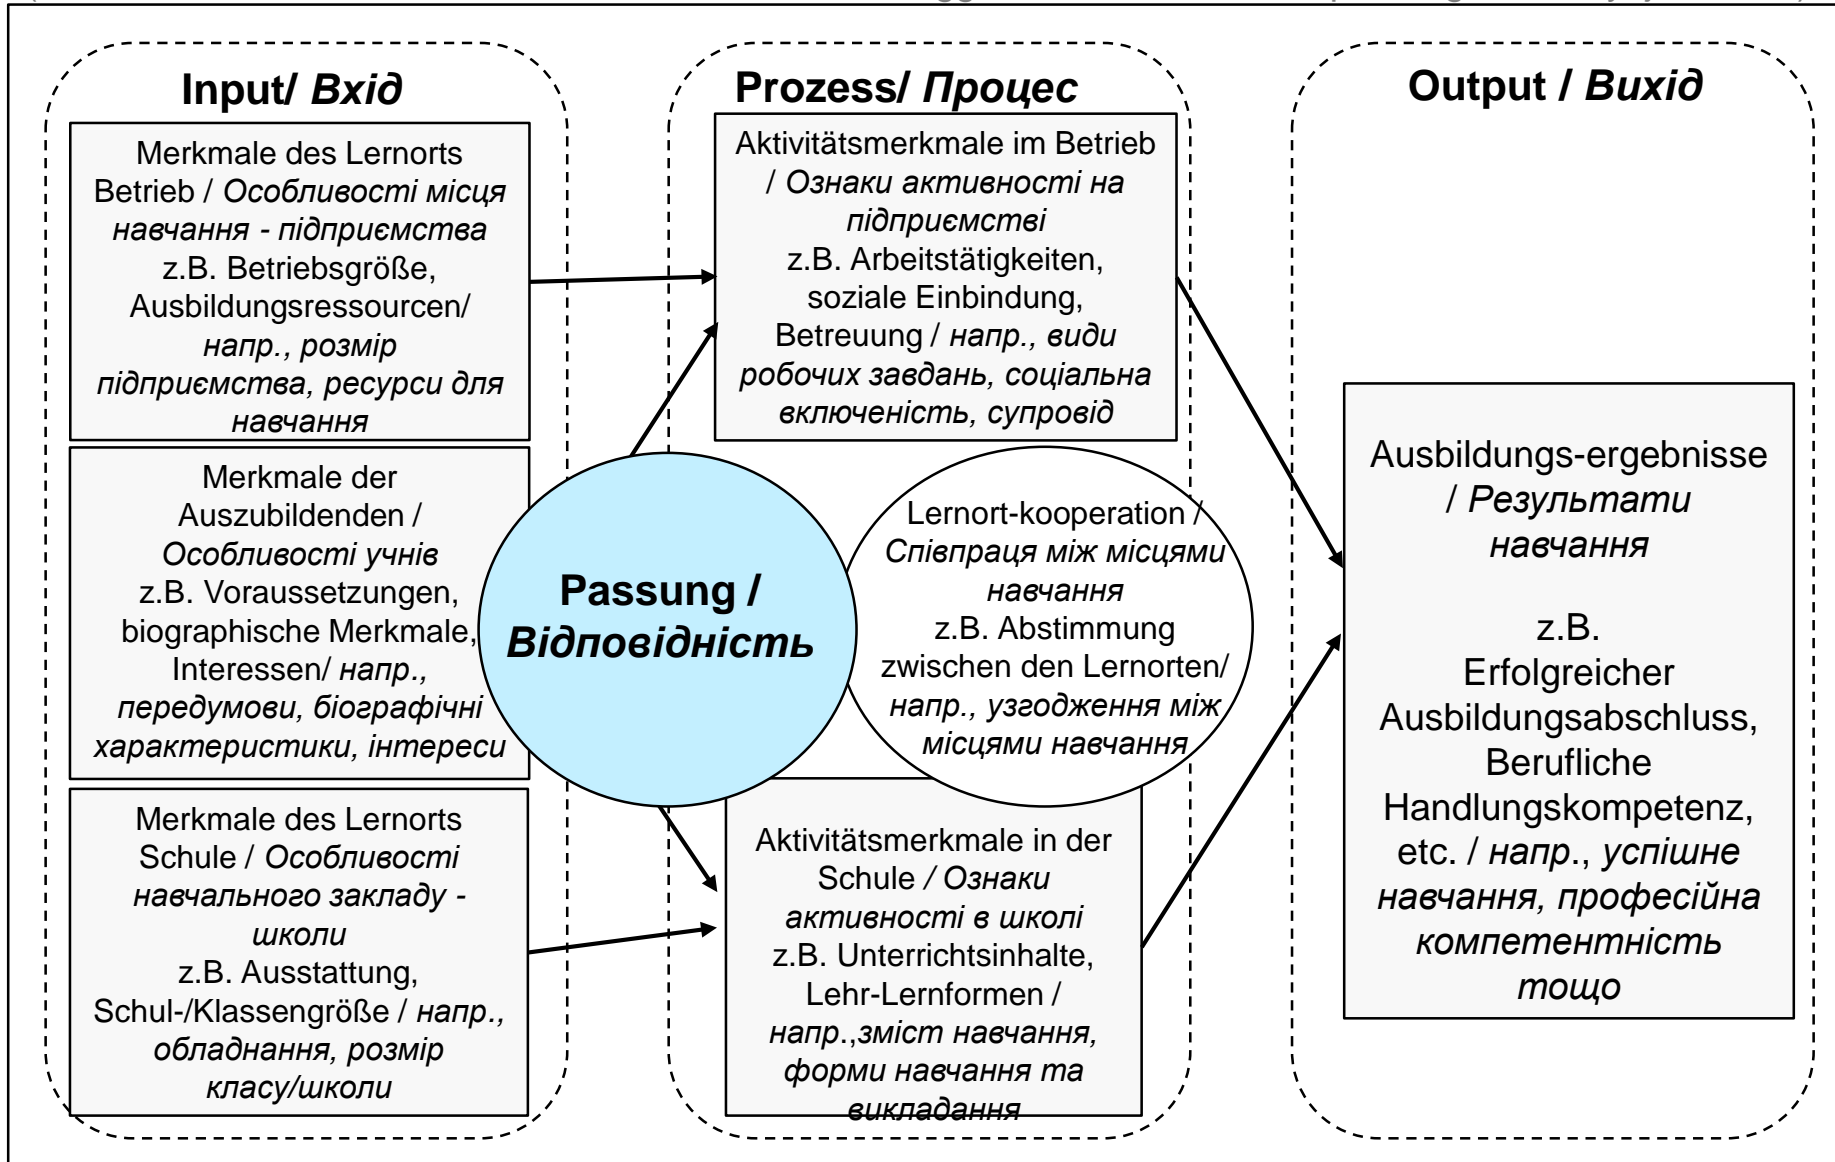 Input/ Вхід
Merkmale des Lernorts
Betrieb / Особливості місця
навчання - підприємства
z.B. Betriebsgröße,
Ausbildungsressourcen/
напр., розмір
підприємства, ресурси для
навчання
Merkmale der
Auszubildenden /
Особливості учнів
z.B. Voraussetzungen,
biographische Merkmale,
Interessen/ напр.,
передумови, біографічні
характеристики, інтереси
Merkmale des Lernorts
Schule / Особливості
навчального закладу -
школи
z.B. Ausstattung,
Schul-/Klassengröße / напр.,
обладнання, розмір
класу/школи
Passung /
Відповідність
Prozess/ Процес
Aktivitätsmerkmale im Betrieb
/ Ознаки активності на
підприємстві
z.B. Arbeitstätigkeiten,
soziale Einbindung,
Betreuung / напр., види
робочих завдань, соціальна
включеність, супровід
Lernort-kooperation /
Співпраця між місцями
навчання
z.B. Abstimmung
zwischen den Lernorten/
напр., узгодження між
місцями навчання
Aktivitätsmerkmale in der
Schule / Ознаки
активності в школі
z.B. Unterrichtsinhalte,
Lehr-Lernformen /
напр.,зміст навчання,
форми навчання та
викладання
Output / Вихід
Ausbildungs-ergebnisse
/ Результати
навчання
z.B.
Erfolgreicher
Ausbildungsabschluss,
Berufliche
Handlungskompetenz,
etc. / напр., успішне
навчання, професійна
компетентність
тощо